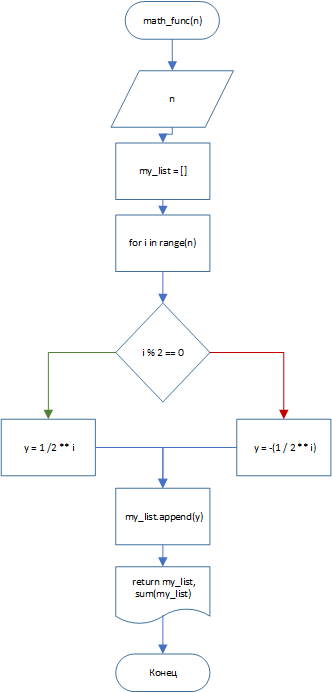 math_func(n)
n
my_list = [ ]
for i in range(n)
i % 2 == 0
y = 1 /2 ** i
y = -(1 / 2 ** i)
my_list.append(y)
return my_list,
sum(my_list)
Конец